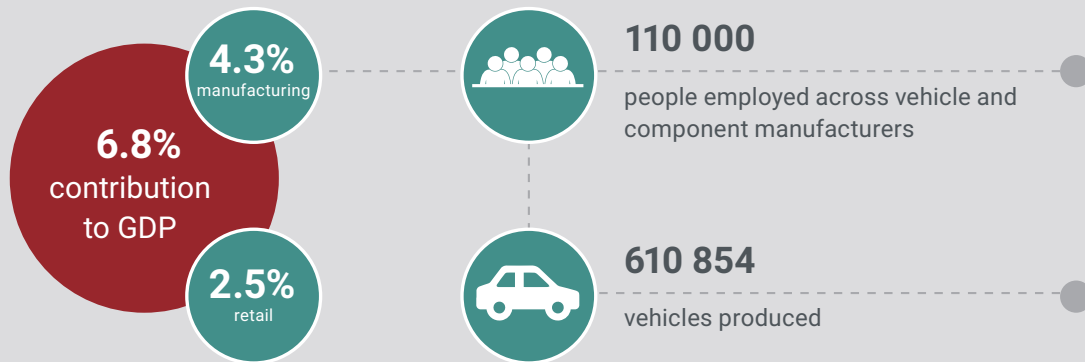 6.8%
contribution
to GDP
4.3%
manufacturing
2.5%
retail
110 000
people employed across vehicle and
component manufacturers
610 854
vehicles produced